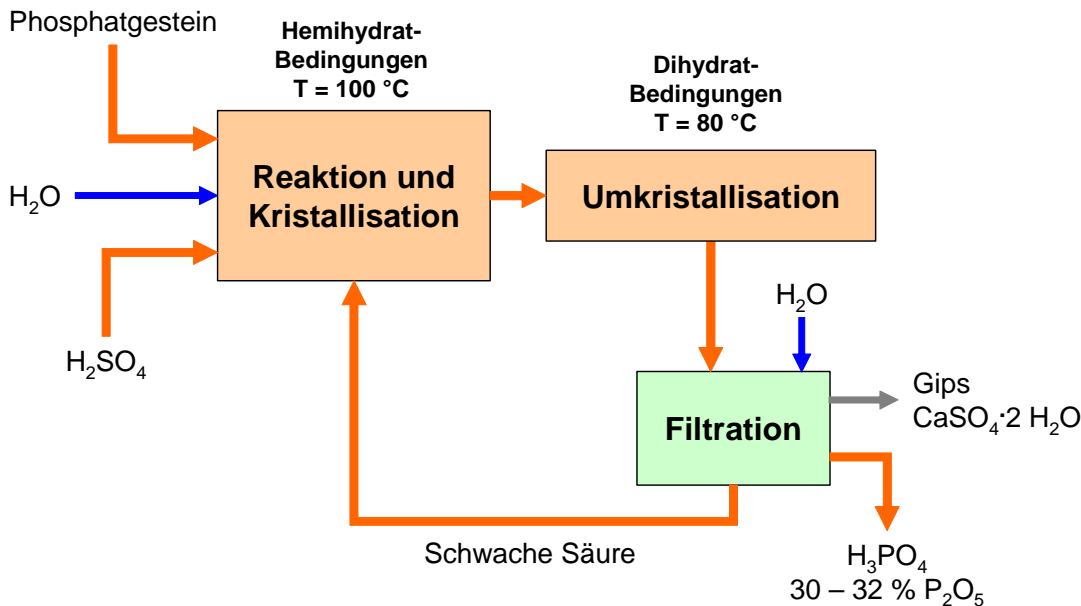 Phosphatgestein
Hemihydrat-
Bedingungen
T = 100 °C
Dihydrat-
Bedingungen
T = 80 °C
Reaktion und
Kristallisation
Umkristallisation
H₂O
H₂SO₄
H₂O
Filtration
Gips
CaSO₄·2 H₂O
Schwache Säure
H₃PO₄
30 – 32 % P₂O₅